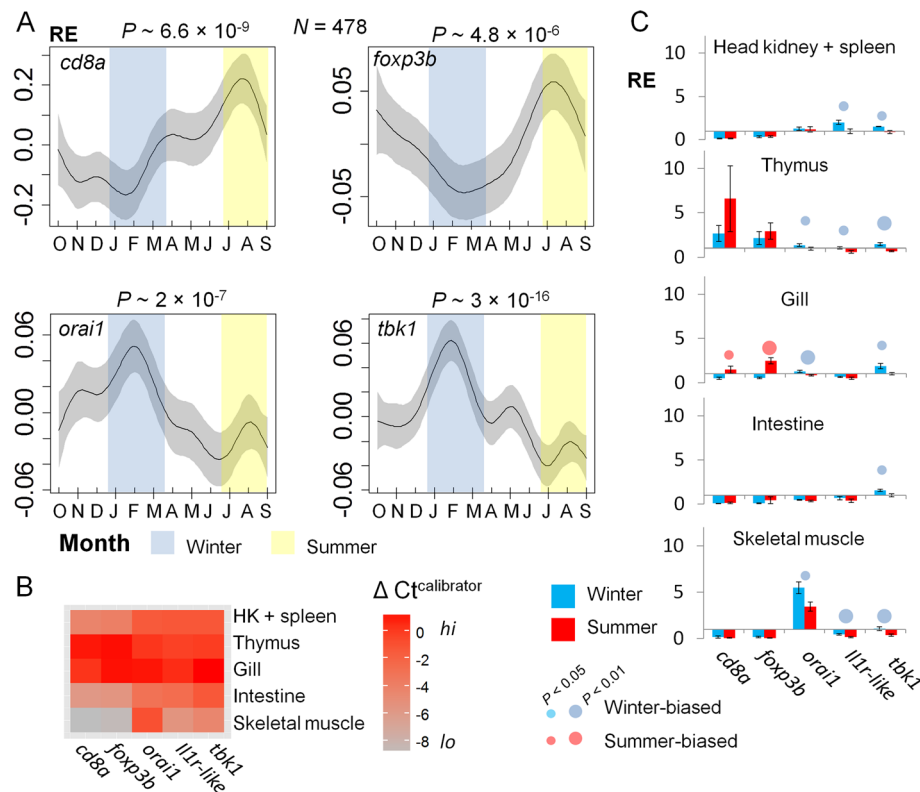 A
RE
P ~ 6.6 × 10-9
N = 478
P ~ 4.8 × 10-6
cd8a
0.2
0.0
-0.2
O N D J F M A M J J A S
foxp3b
0.05
-0.05
O N D J F M A M J J A S
P ~ 2 × 10-7
orai1
0.06
0.00
-0.06
O N D J F M A M J J A S
P ~ 3 × 10-16
tbk1
0.06
0.00
-0.06
O N D J F M A M J J A S
Month
Winter
Summer
B
HK + spleen
Thymus
Gill
Intestine
Skeletal muscle
cd8a
foxp3b
orai1
Il1r-like
tbk1
Δ Ctcalibrator
0
-2
-4
-6
-8
hi
lo
C
RE
Head kidney + spleen
10
5
1
Thymus
10
5
1
Gill
10
5
1
Intestine
10
5
1
Skeletal muscle
10
5
1
cd8a
foxp3b
orai1
Il1r-like
tbk1
Winter
Summer
P < 0.05
P < 0.01
Winter-biased
Summer-biased